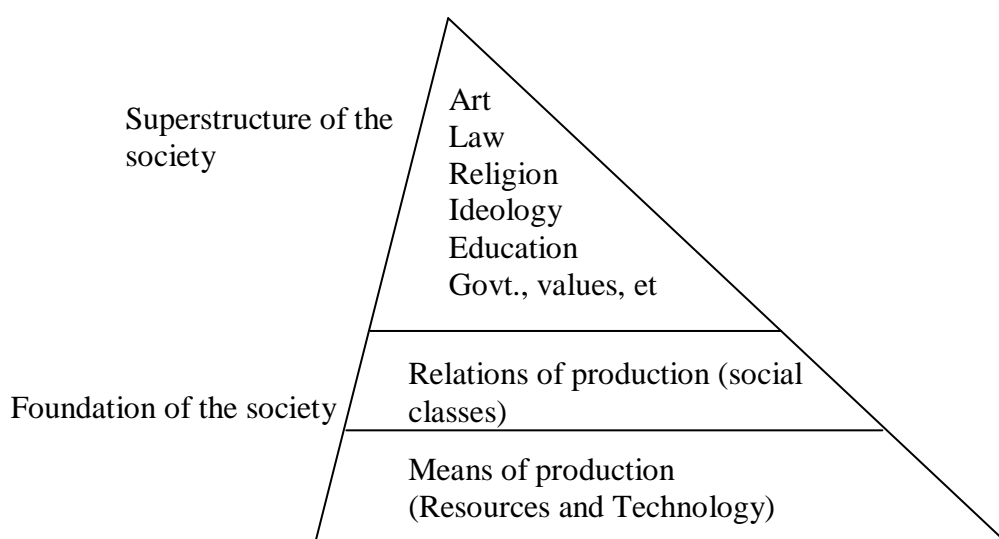 Superstructure of the
society
Art
Law
Religion
Ideology
Education
Govt., values, et
Foundation of the society
Relations of production (social
classes)
Means of production
(Resources and Technology)